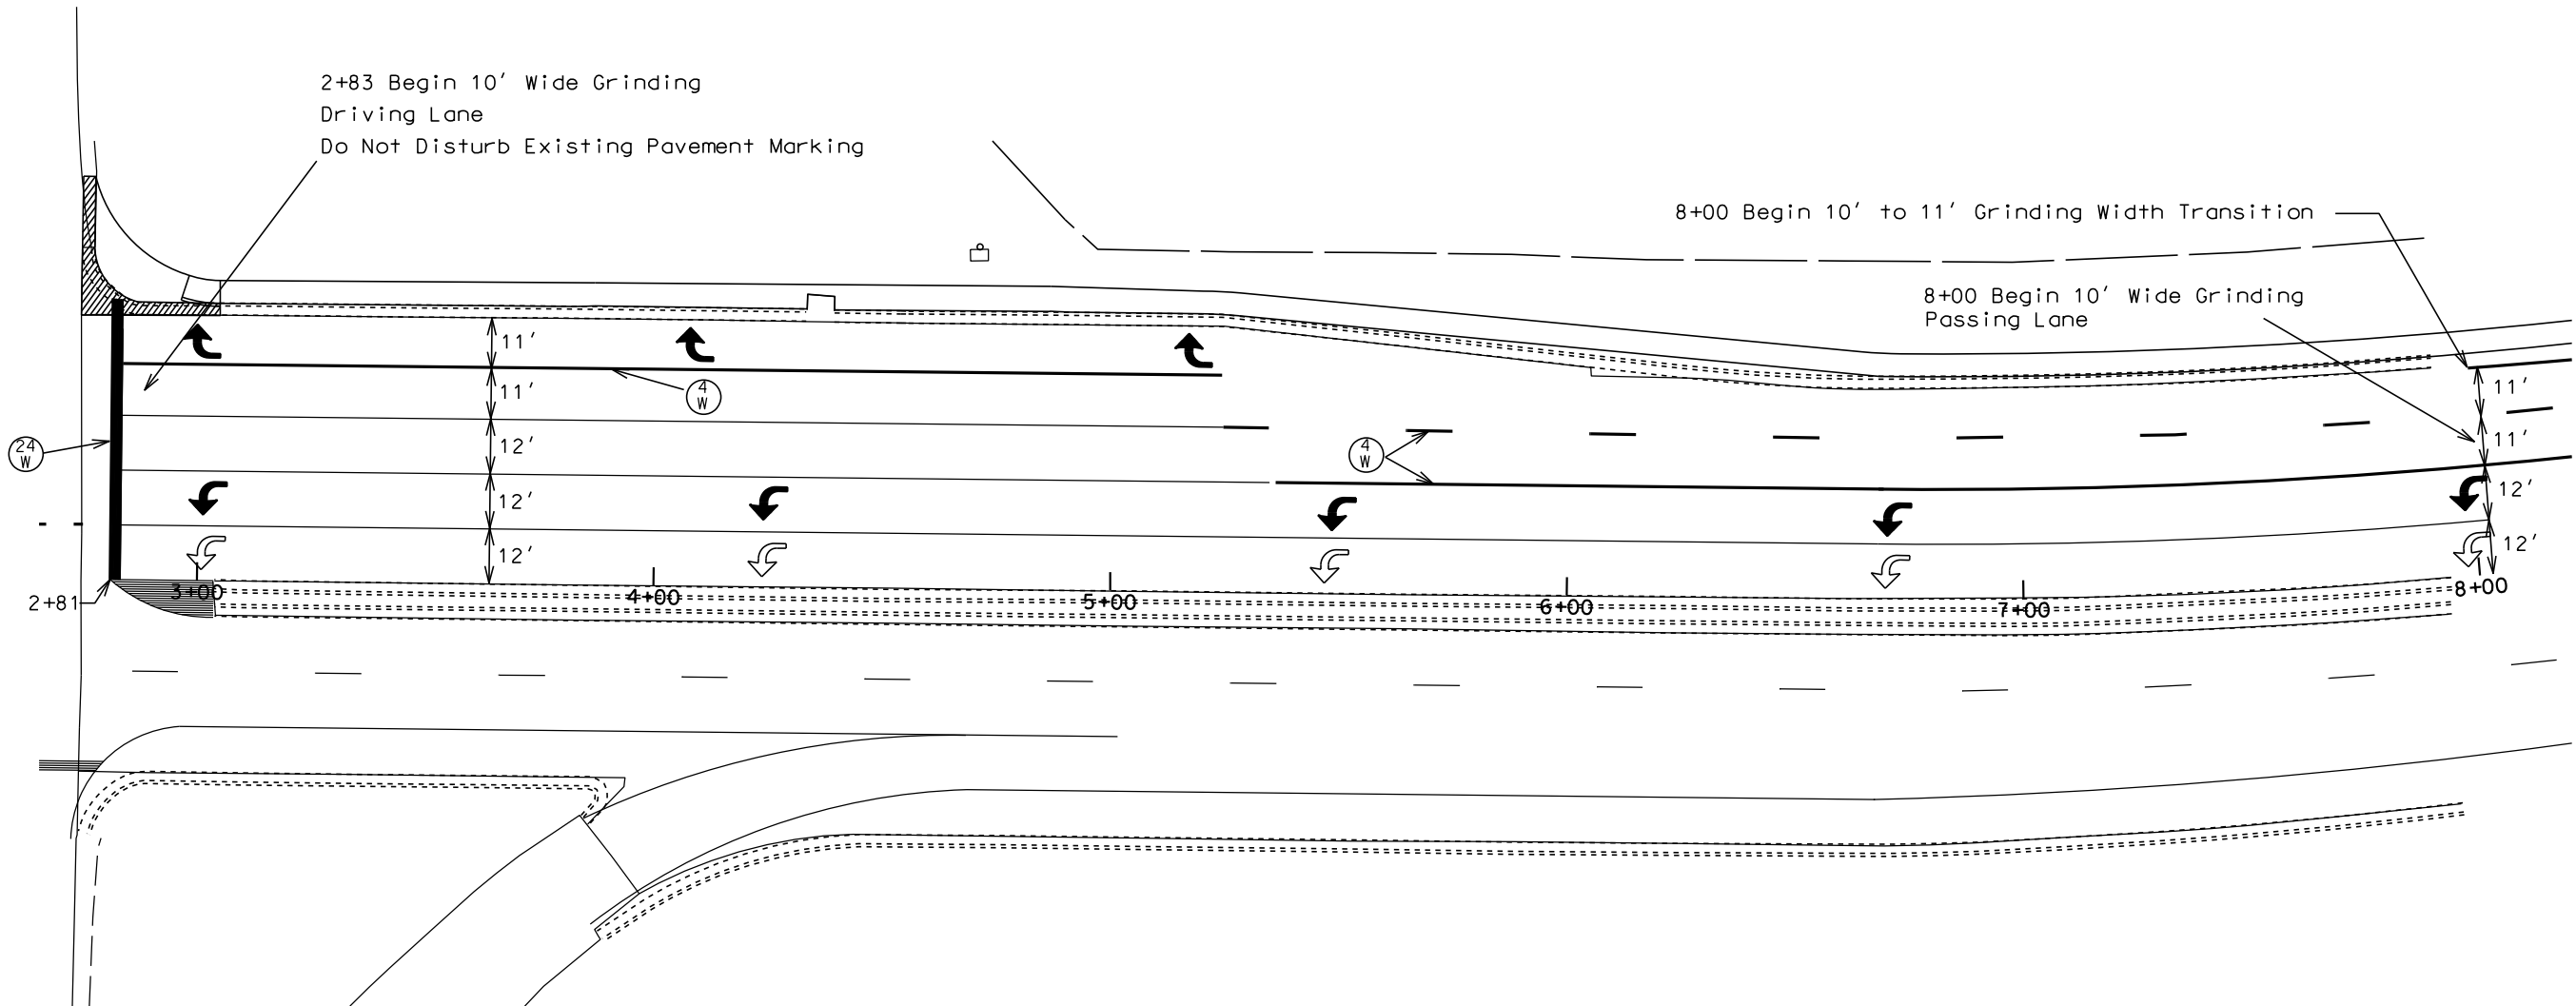 2+83 Begin 10' Wide Grinding
Driving Lane
Do Not Disturb Existing Pavement Marking
8+00 Begin 10' to 11' Grinding Width Transition
8+00 Begin 10' Wide Grinding
Passing Lane
11'
11'
4
W
11'
12'
11'
24
W
4
W
12'
12'
12'
12'
2+81
3+00
4+00
5+00
6+00
7+00
8+00